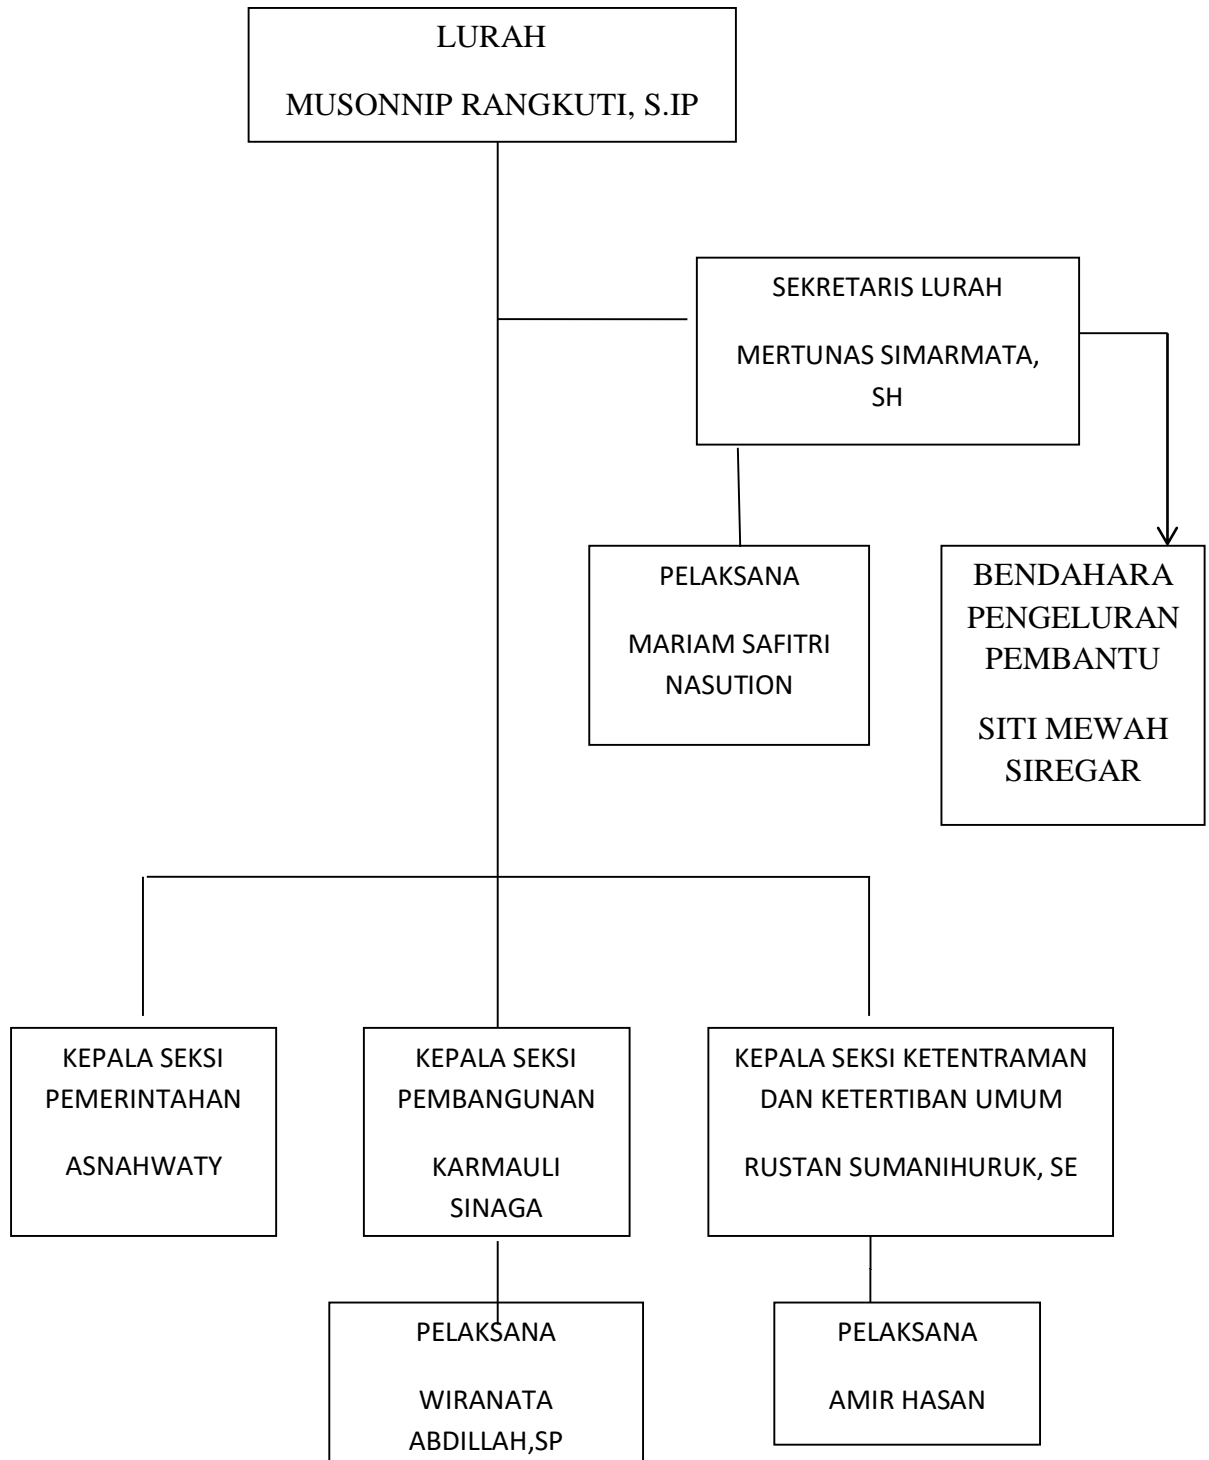 LURAH
MUSONNIP RANGKUTI, S.IP
SEKRETARIS LURAH
MERTUNAS SIMARMATA,
SH
PELAKSANA
MARIAM SAFITRI
NASUTION
BENDAHARA
PENGELURAN
PEMBANTU
SITI MEWAH
SIREGAR
KEPALA SEKSI
PEMERINTAHAN
ASNAHWATY
KEPALA SEKSI
PEMBANGUNAN
KARMAULI
SINAGA
KEPALA SEKSI KETENTRAMAN
DAN KETERTIBAN UMUM
RUSTAN SUMANIHURUK, SE
PELAKSANA
WIRANATA
ABDILLAH,SP
PELAKSANA
AMIR HASAN